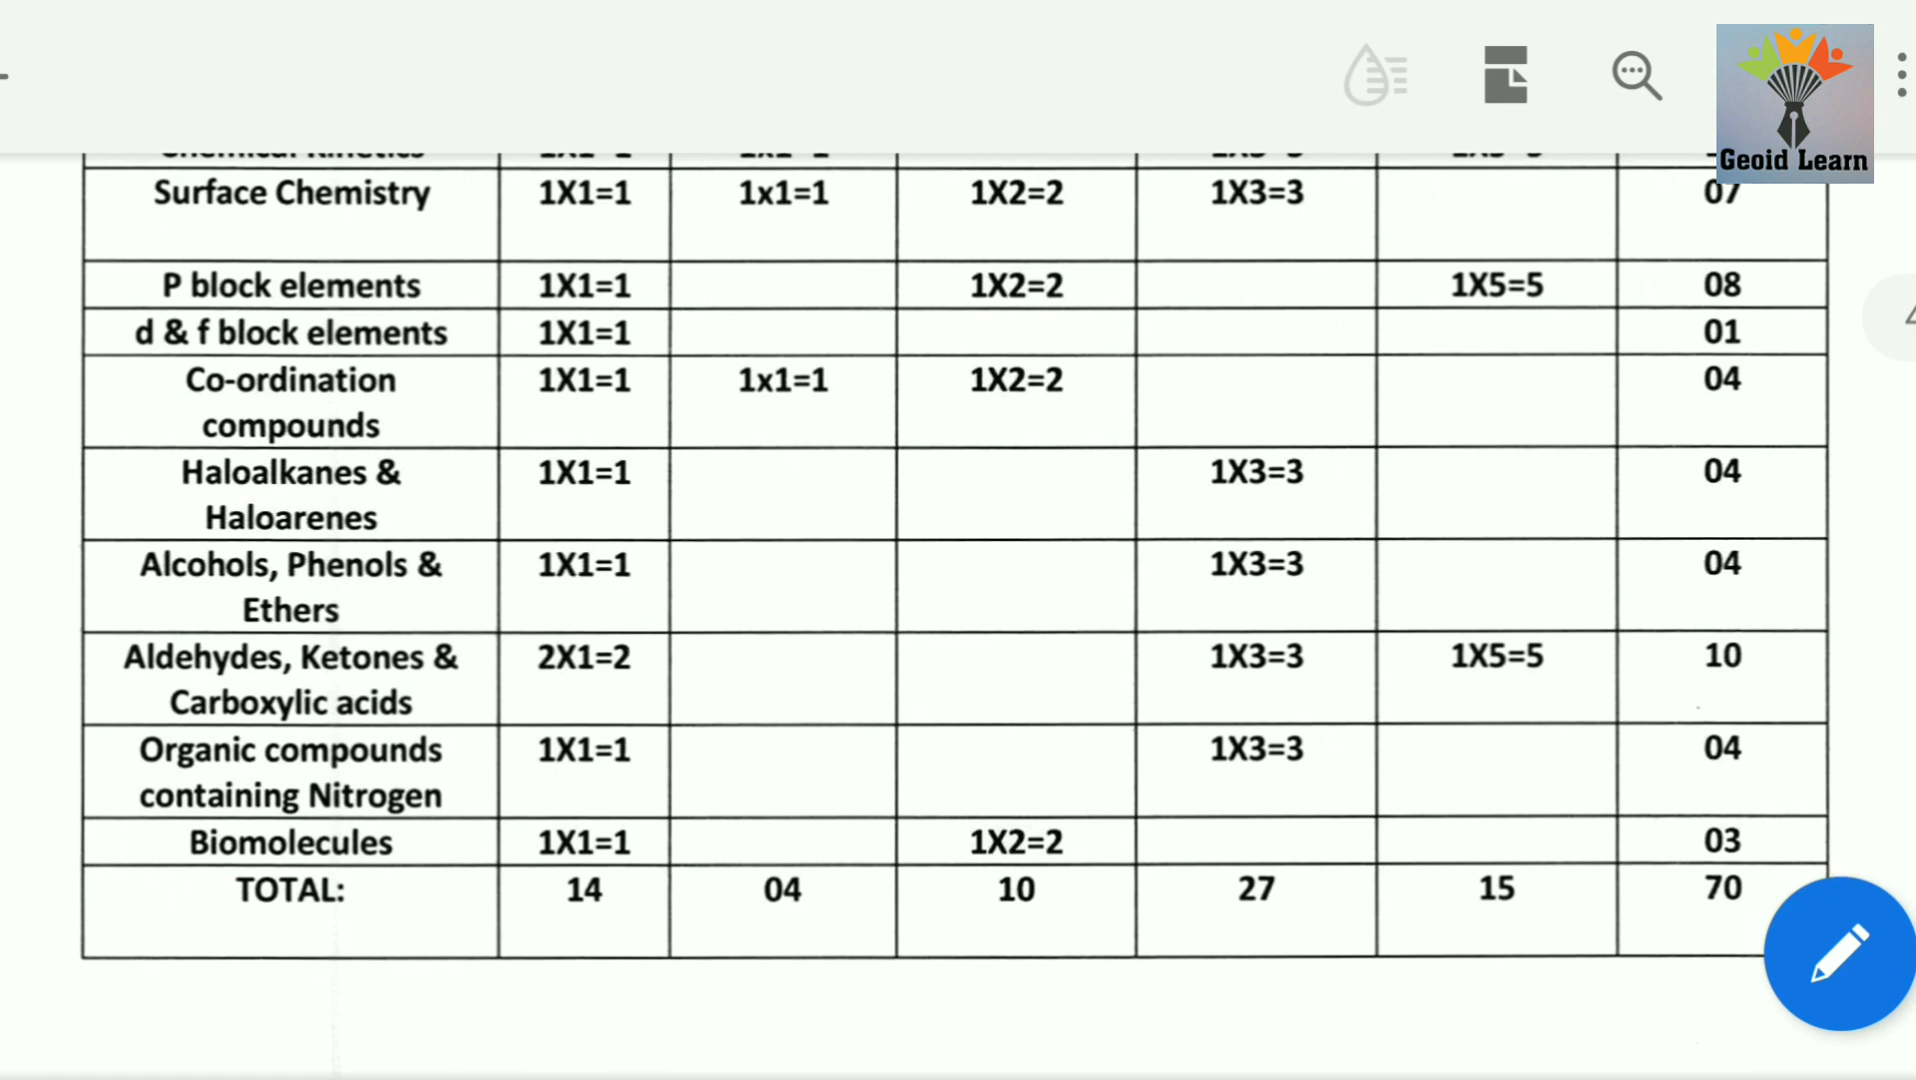 Geoid Learn
Chemical Kinetics
Surface Chemistry 1X1=1 1x1=1 1X2=2 1X3=3 07
P block elements 1X1=1 1X2=2 1X5=5 08
d & f block elements 1X1=1 01
Co-ordination 1X1=1 1x1=1 1X2=2 04
compounds
Haloalkanes & 1X1=1 1X3=3 04
Haloarenes
Alcohols, Phenols & 1X1=1 1X3=3 04
Ethers
Aldehydes, Ketones & 2X1=2 1X3=3 1X5=5 10
Carboxylic acids
Organic compounds 1X1=1 1X3=3 04
containing Nitrogen
Biomolecules 1X1=1 1X2=2 03
TOTAL: 14 04 10 27 15 70